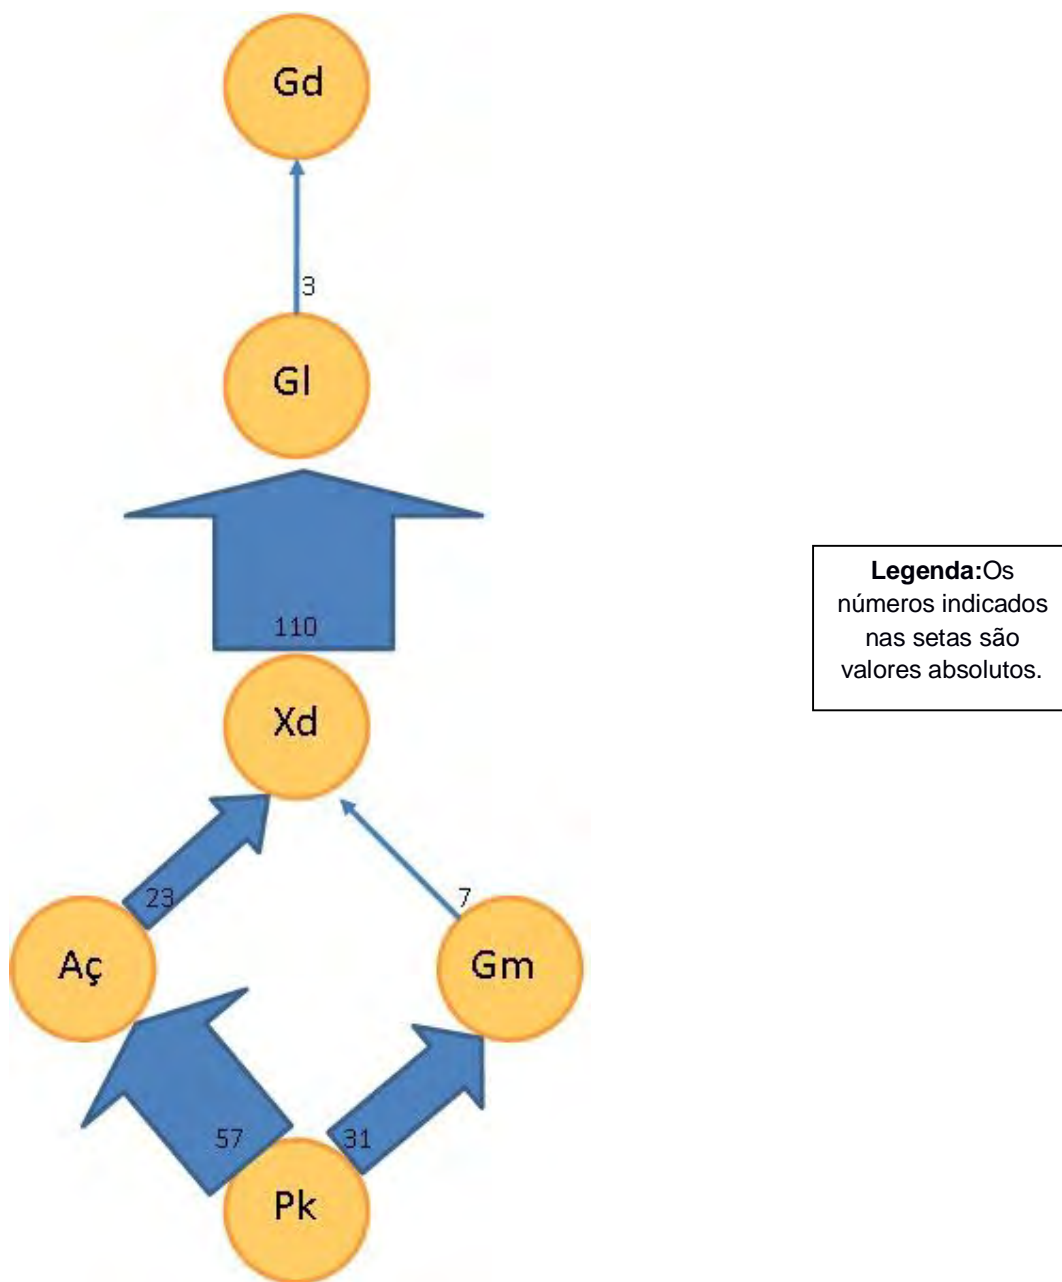 Gd
3
Gl
110
Xd
23
7
Aç
Gm
57
31
Pk
Legenda:Os
números indicados
nas setas são
valores absolutos.